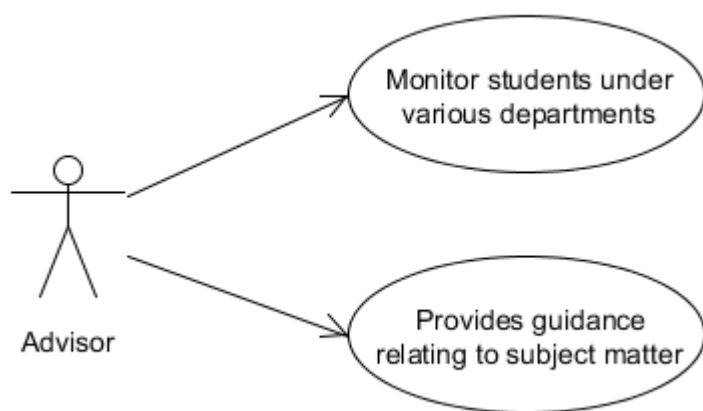 Monitor students under
various departments
Advisor
Provides guidance
relating to subject matter